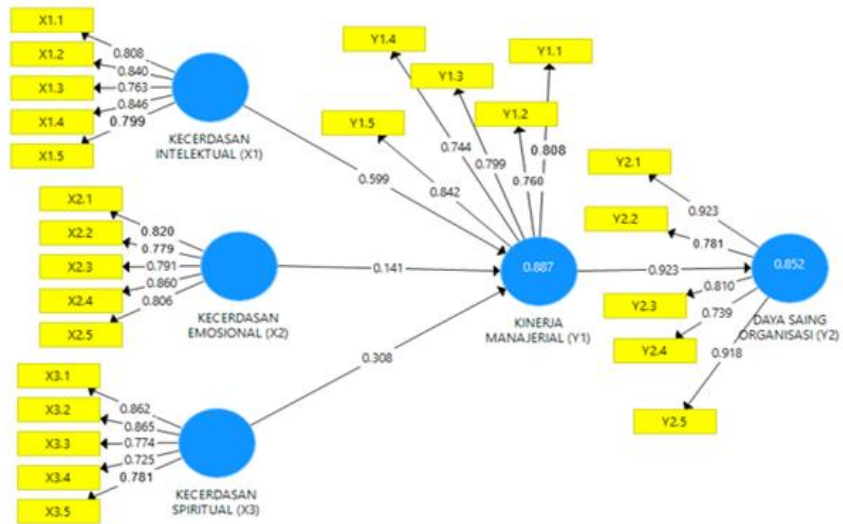 X1.1
X1.2
X1.3
X1.4
X1.5
0.808
0.840
0.763
0.846
0.799
KECERDASAN
INTELEKTUAL (X1)
0.599
X2.1
X2.2
X2.3
X2.4
X2.5
0.820
0.779
0.791
0.860
0.806
KECERDASAN
EMOSIONAL (X2)
0.141
X3.1
X3.2
X3.3
X3.4
X3.5
0.862
0.865
0.774
0.725
0.781
KECERDASAN
SPIRITUAL (X3)
0.308
Y1.5
Y1.4
Y1.3
Y1.2
Y1.1
0.842
0.744
0.799
0.760
0.808
0.887
KINERJA
MANAJERIAL (Y1)
0.923
Y2.1
Y2.2
Y2.3
Y2.4
Y2.5
0.923
0.781
0.810
0.739
0.918
0.852
DAYA SAING
ORGANISASI (Y2)